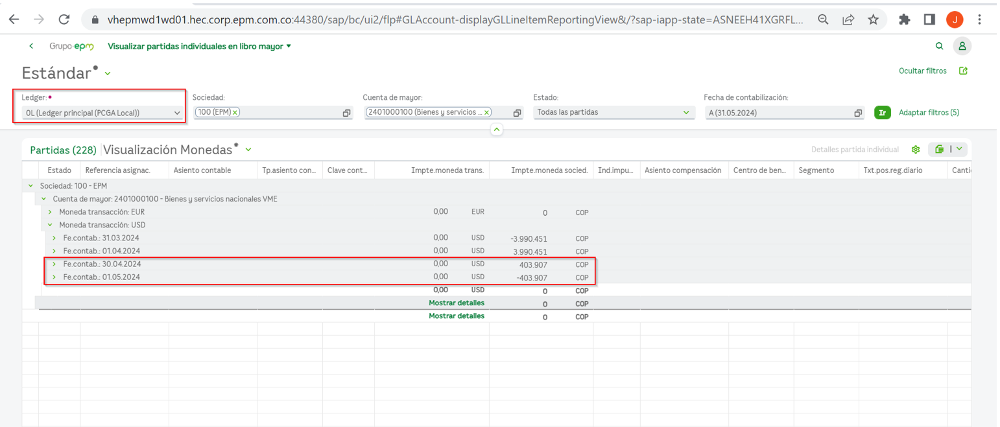 vhepmwd1wd01.hec.corp.epm.com.co:44380/sap/bc/ui2/flp#GLAccount-displayGLLineItemReportingView&/?sap-iapp-state=ASNEEH41XGRFL... J
Grupo·epm Visualizar partidas individuales en libro mayor
Estándar* Ocultar filtros
Ledger: Sociedad: Cuenta de mayor: Estado: Fecha de contabilización:
0L (Ledger principal (PCGA Local)) 100 (EPM) 2401000100 (Bienes y servicios ... Todas las partidas A (31.05.2024) Ir Adaptar filtros (5)
Partidas (228) Visualización Monedas* Detalles partida individual
Estado Referencia asignac. Asiento contable Tp.asiento con... Clave cont... Impte.moneda trans. Impte.moneda socied. Ind.impu... Asiento compensación Centro de ben... Segmento Txt.pos.reg.diario Canti
Sociedad: 100 - EPM
Cuenta de mayor: 2401000100 - Bienes y servicios nacionales VME
Moneda transacción: EUR 0,00 EUR 0 COP
Moneda transacción: USD
Fe.contab.: 31.03.2024 0,00 USD -3.990.451 COP
Fe.contab.: 01.04.2024 0,00 USD 3.990.451 COP
Fe.contab.: 30.04.2024 0,00 USD 403.907 COP
Fe.contab.: 01.05.2024 0,00 USD -403.907 COP
0,00 USD 0 COP
Mostrar detalles 0 COP
Mostrar detalles 0 COP